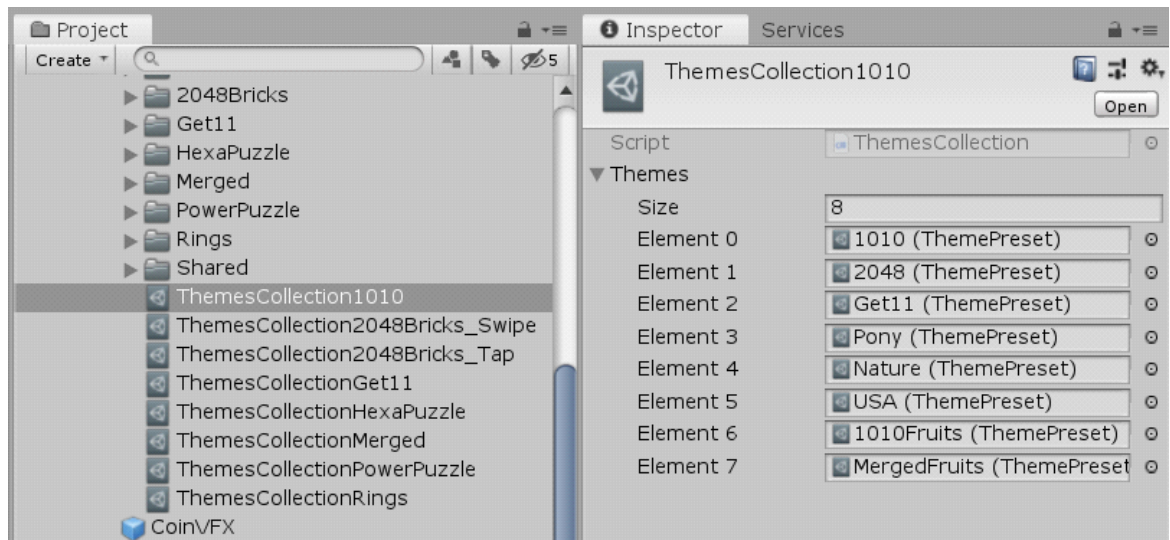 Project
Create
5
2048Bricks
Get11
HexaPuzzle
Merged
PowerPuzzle
Rings
Shared
ThemesCollection1010
ThemesCollection2048Bricks_Swipe
ThemesCollection2048Bricks_Tap
ThemesCollectionGet11
ThemesCollectionHexaPuzzle
ThemesCollectionMerged
ThemesCollectionPowerPuzzle
ThemesCollectionRings
CoinVFX
Inspector Services
ThemesCollection1010
Open
Script ThemesCollection
Themes
Size 8
Element 0 1010 (ThemePreset)
Element 1 2048 (ThemePreset)
Element 2 Get11 (ThemePreset)
Element 3 Pony (ThemePreset)
Element 4 Nature (ThemePreset)
Element 5 USA (ThemePreset)
Element 6 1010Fruits (ThemePreset)
Element 7 MergedFruits (ThemePreset